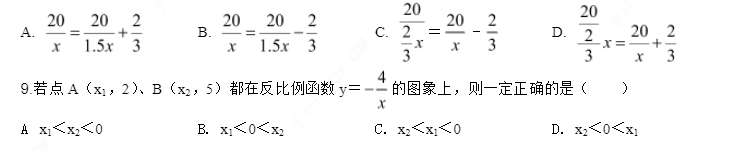 A. 20/x = 20/1.5x + 2/3 B. 20/x = 20/1.5x - 2/3 C. 20/(2/3)x = 20/x - 2/3 D. 20/(2/3) x = 20/x + 2/3
9.若点 A（x₁，2）、B（x₂，5）都在反比例函数 y＝-4/x 的图象上，则一定正确的是（ ）
A x₁＜x₂＜0 B. x₁＜0＜x₂ C. x₂＜x₁＜0 D. x₂＜0＜x₁